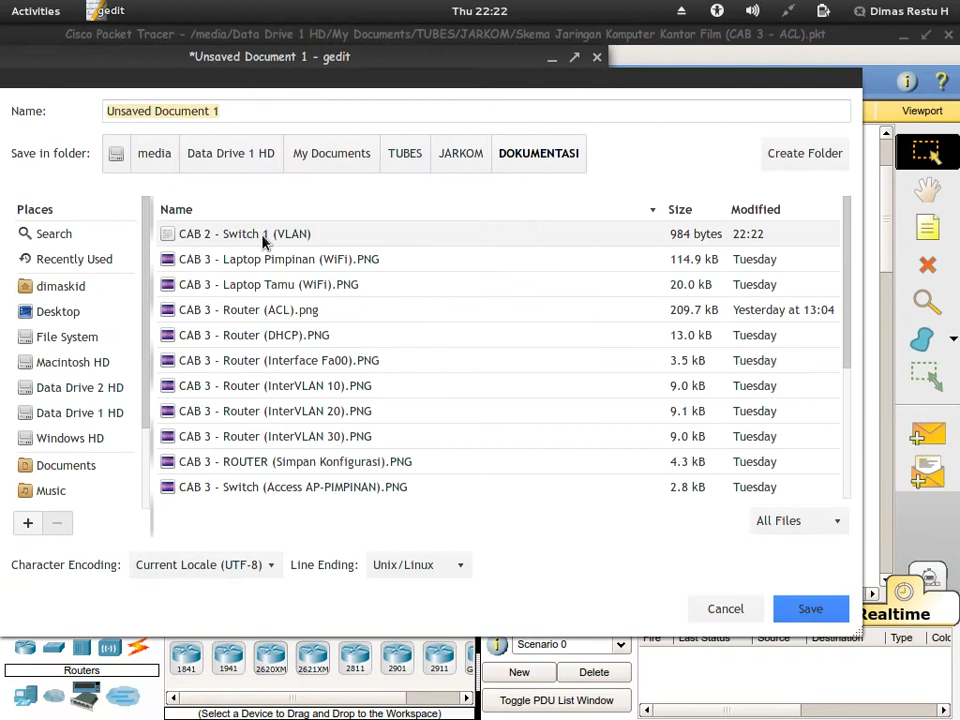 Activities gedit Thu 22:22 Dimas Restu H
Cisco Packet Tracer - /media/Data Drive 1 HD/My Documents/TUBES/JARKOM/Skema Jaringan Komputer Kantor Film (CAB 3 - ACL).pkt
*Unsaved Document 1 - gedit
Name: Unsaved Document 1
Viewport
Save in folder: media Data Drive 1 HD My Documents TUBES JARKOM DOKUMENTASI Create Folder
Places Name Size Modified
Search CAB 2 - Switch 1 (VLAN) 984 bytes 22:22
Recently Used CAB 3 - Laptop Pimpinan (WiFi).PNG 114.9 kB Tuesday
dimaskid CAB 3 - Laptop Tamu (WiFi).PNG 20.0 kB Tuesday
Desktop CAB 3 - Router (ACL).png 209.7 kB Yesterday at 13:04
File System CAB 3 - Router (DHCP).PNG 13.0 kB Tuesday
Macintosh HD CAB 3 - Router (Interface Fa00).PNG 3.5 kB Tuesday
Data Drive 2 HD CAB 3 - Router (InterVLAN 10).PNG 9.0 kB Tuesday
Data Drive 1 HD CAB 3 - Router (InterVLAN 20).PNG 9.1 kB Tuesday
Windows HD CAB 3 - Router (InterVLAN 30).PNG 9.0 kB Tuesday
Documents CAB 3 - ROUTER (Simpan Konfigurasi).PNG 4.3 kB Tuesday
Music CAB 3 - Switch (Access AP-PIMPINAN).PNG 2.8 kB Tuesday
All Files
Character Encoding: Current Locale (UTF-8) Line Ending: Unix/Linux
Cancel Save
Realtime
Scenario 0 Fire Last Status Source Destination Type
Routers 1841 1941 2620XM 2621XM 2811 2901 2911 New Delete
Toggle PDU List Window
(Select a Device to Drag and Drop to the Workspace)